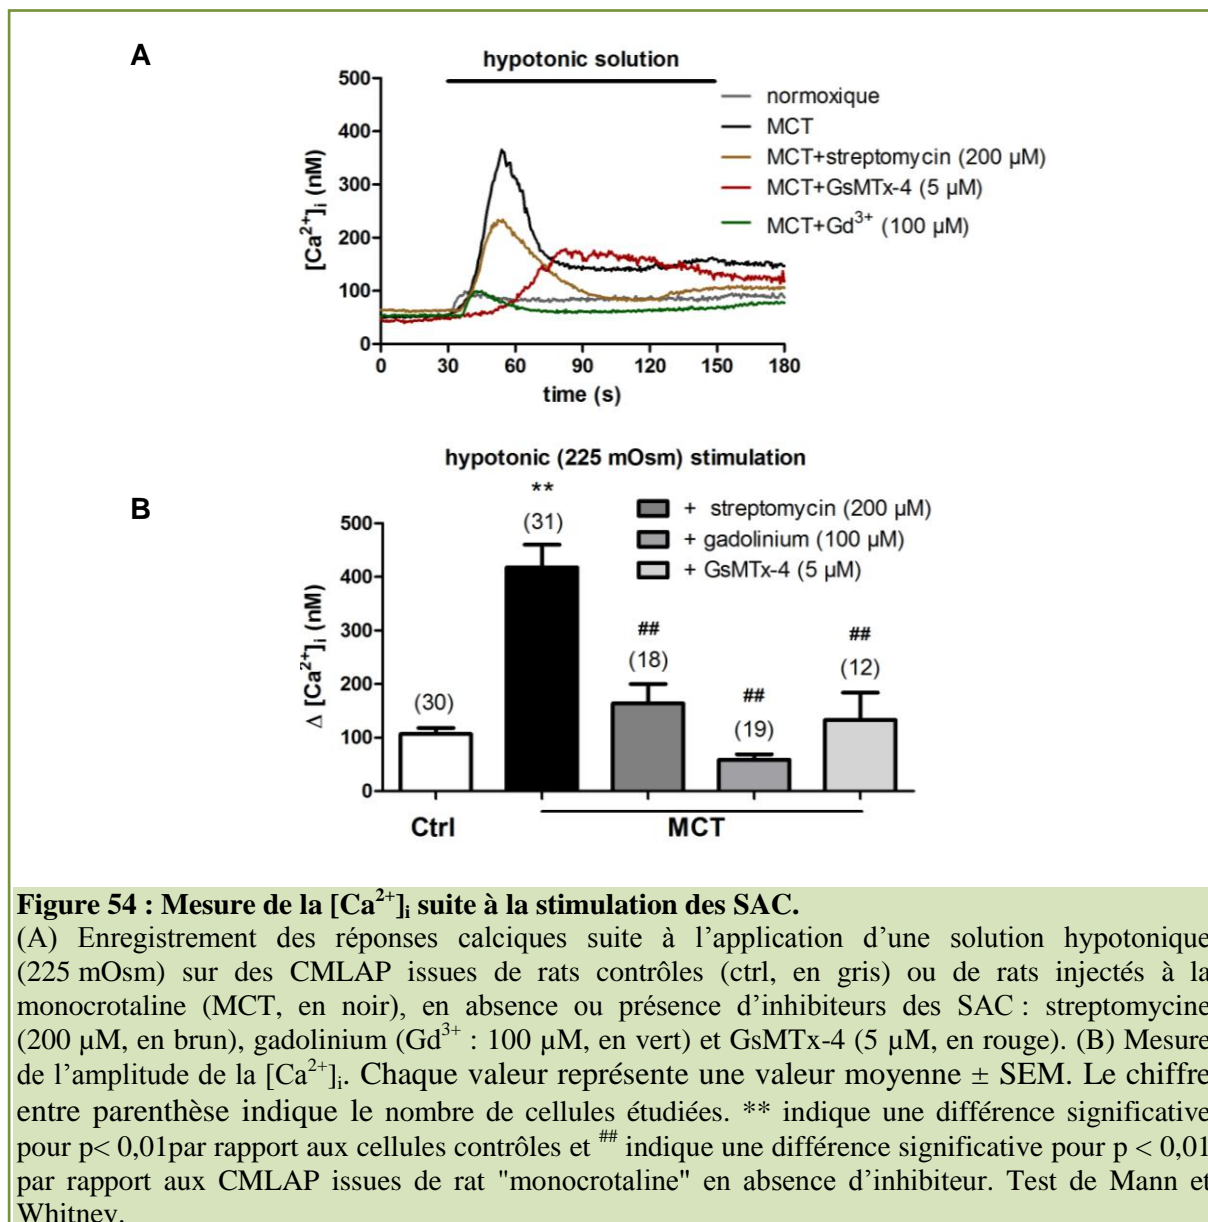 A
hypotonic solution
[Ca2+]i (nM)
500
400
300
200
100
0
0 30 60 90 120 150 180
time (s)
normoxique
MCT
MCT+streptomycin (200 µM)
MCT+GsMTx-4 (5 µM)
MCT+Gd3+ (100 µM)
hypotonic (225 mOsm) stimulation
B
Δ [Ca2+]i (nM)
500
400
300
200
100
0
+ streptomycin (200 µM)
+ gadolinium (100 µM)
+ GsMTx-4 (5 µM)
(30)
**
(31)
##
(18)
##
(19)
##
(12)
Ctrl MCT
Figure 54 : Mesure de la [Ca2+]i suite à la stimulation des SAC.
(A) Enregistrement des réponses calciques suite à l’application d’une solution hypotonique
(225 mOsm) sur des CMLAP issues de rats contrôles (ctrl, en gris) ou de rats injectés à la
monocrotaline (MCT, en noir), en absence ou présence d’inhibiteurs des SAC : streptomycine
(200 µM, en brun), gadolinium (Gd3+ : 100 µM, en vert) et GsMTx-4 (5 µM, en rouge). (B) Mesure
de l’amplitude de la [Ca2+]i. Chaque valeur représente une valeur moyenne ± SEM. Le chiffre
entre parenthèse indique le nombre de cellules étudiées. ** indique une différence significative
pour p< 0,01par rapport aux cellules contrôles et ## indique une différence significative pour p < 0,01
par rapport aux CMLAP issues de rat "monocrotaline" en absence d’inhibiteur. Test de Mann et
Whitney.